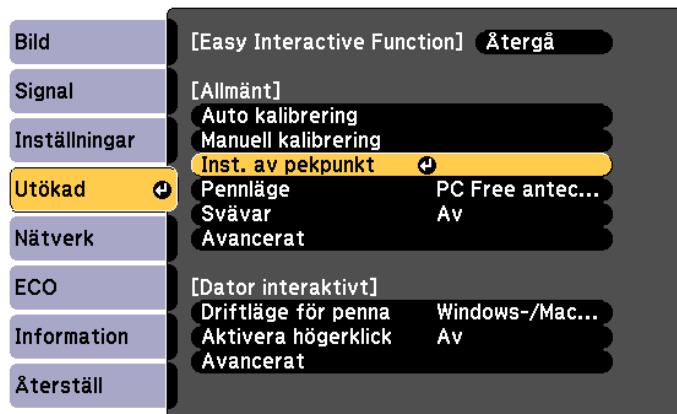 Bild
Signal
Inställningar
Utökad
Nätverk
ECO
Information
Återställ
[Easy Interactive Function] Återgå
[Allmänt]
Auto kalibrering
Manuell kalibrering
Inst. av pekpunkt
Pennläge PC Free antec...
Svävar Av
Avancerat
[Dator interaktivt]
Driftläge för penna Windows-/Mac...
Aktivera högerklick Av
Avancerat